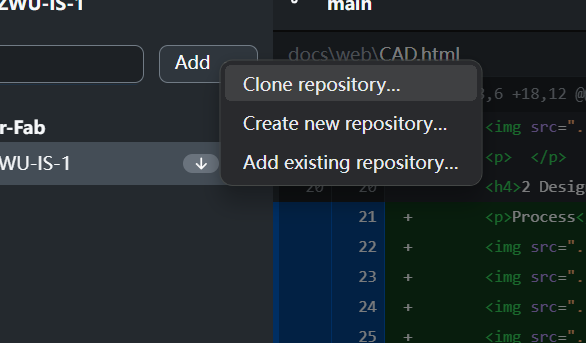 ZWU-IS-1
main
Add
docs\web\CAD.html
Clone repository...
,6 +18,12 @
Create new repository...
<img src=".
r-Fab
<p> </p>
WU-IS-1
Add existing repository...
20 20 <h4>2 Desig
21 + <p>Process<
22 + <img src=".
23 + <img src=".
24 + <img src=".
25 + <img src=".